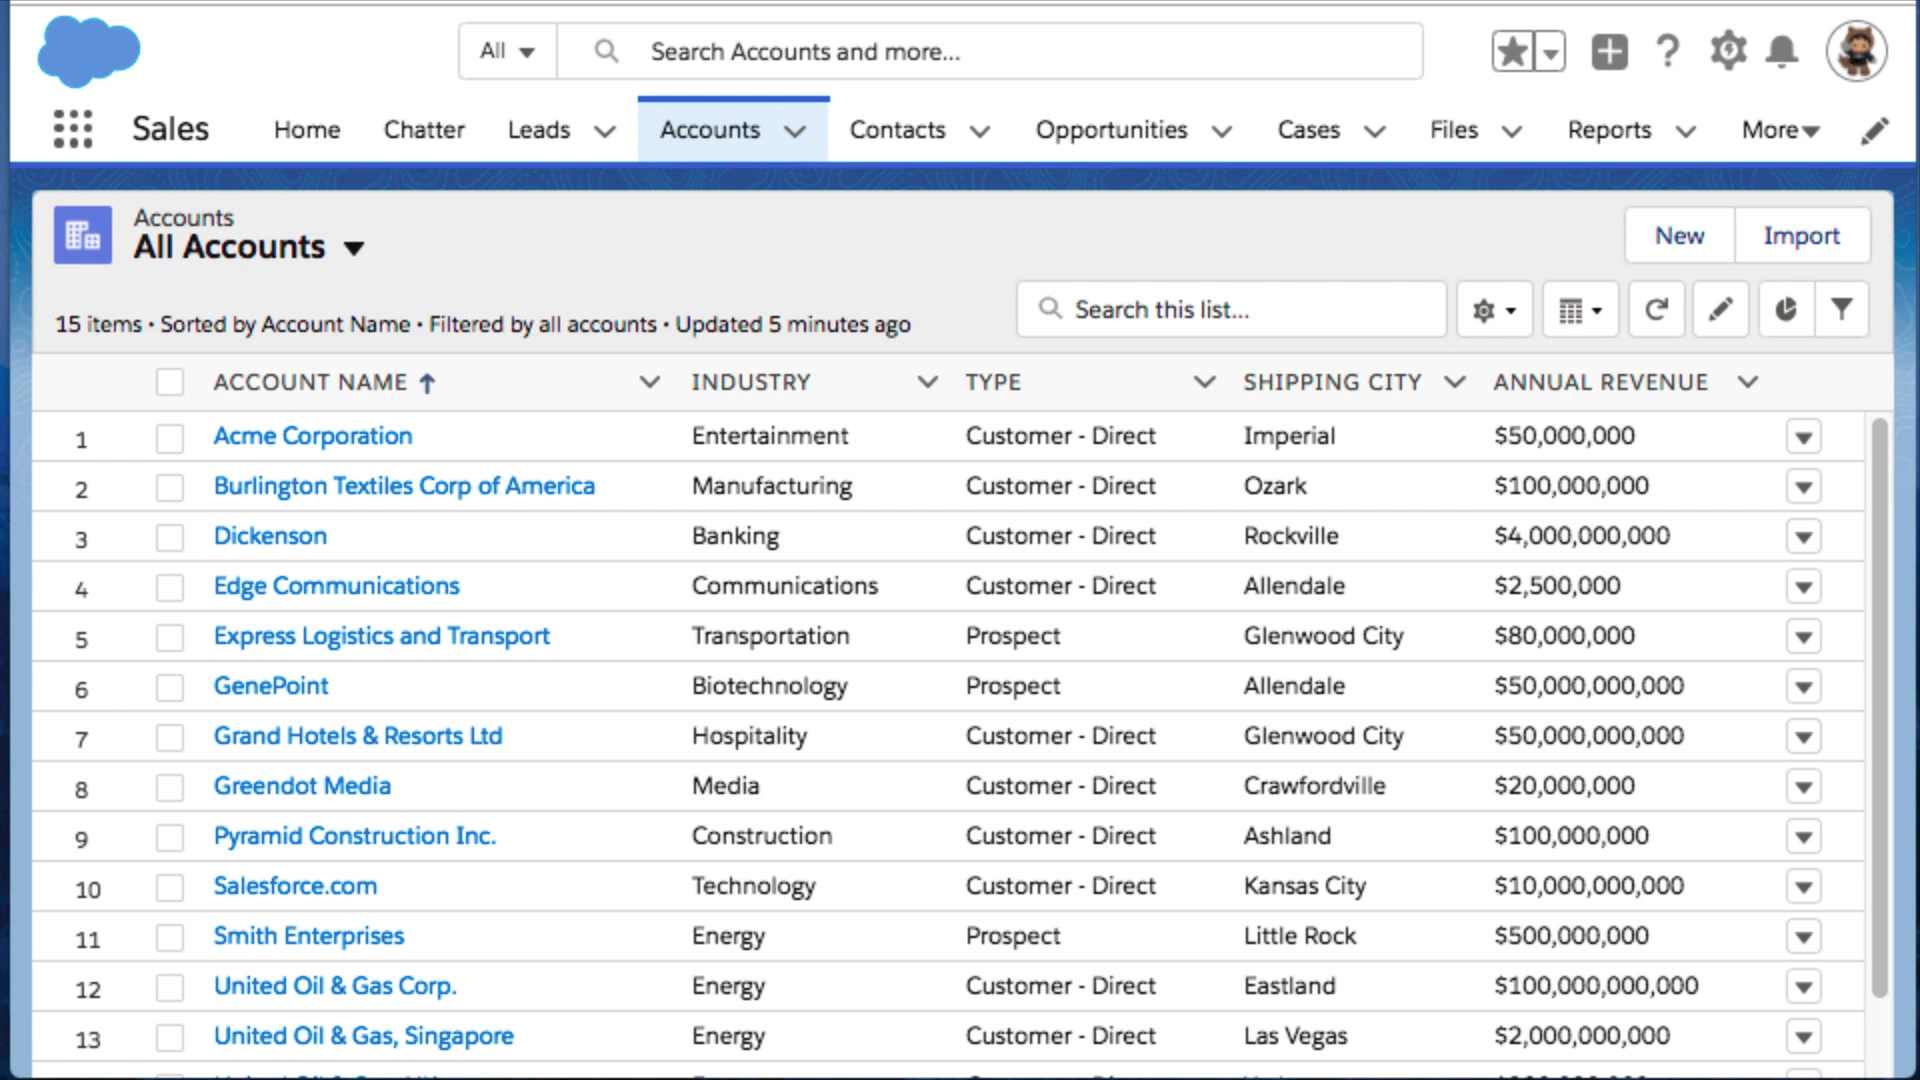 All Search Accounts and more...
Sales Home Chatter Leads Accounts Contacts Opportunities Cases Files Reports More
Accounts
All Accounts
New Import
15 items • Sorted by Account Name • Filtered by all accounts • Updated 5 minutes ago
Search this list...
ACCOUNT NAME INDUSTRY TYPE SHIPPING CITY ANNUAL REVENUE
1 Acme Corporation Entertainment Customer - Direct Imperial $50,000,000
2 Burlington Textiles Corp of America Manufacturing Customer - Direct Ozark $100,000,000
3 Dickenson Banking Customer - Direct Rockville $4,000,000,000
4 Edge Communications Communications Customer - Direct Allendale $2,500,000
5 Express Logistics and Transport Transportation Prospect Glenwood City $80,000,000
6 GenePoint Biotechnology Prospect Allendale $50,000,000,000
7 Grand Hotels & Resorts Ltd Hospitality Customer - Direct Glenwood City $50,000,000,000
8 Greendot Media Media Customer - Direct Crawfordville $20,000,000
9 Pyramid Construction Inc. Construction Customer - Direct Ashland $100,000,000
10 Salesforce.com Technology Customer - Direct Kansas City $10,000,000,000
11 Smith Enterprises Energy Prospect Little Rock $500,000,000
12 United Oil & Gas Corp. Energy Customer - Direct Eastland $100,000,000,000
13 United Oil & Gas, Singapore Energy Customer - Direct Las Vegas $2,000,000,000